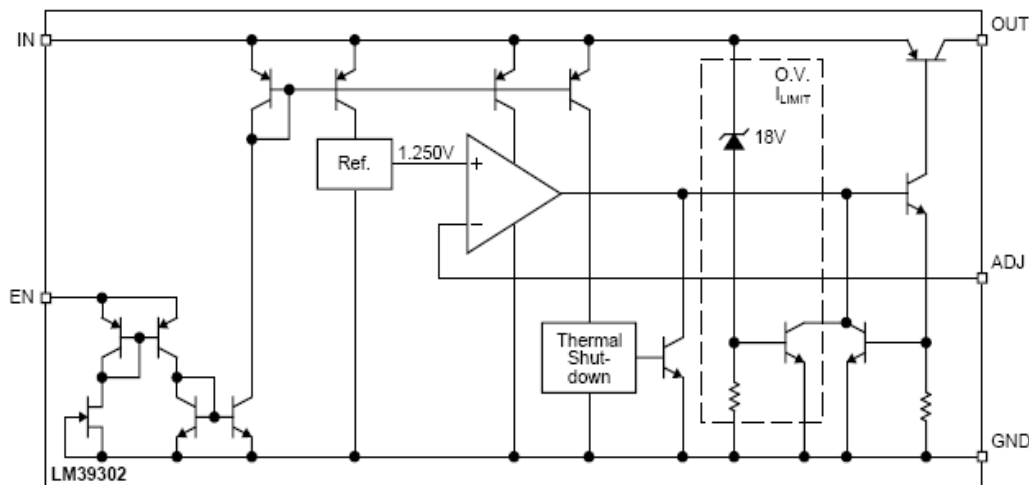 IN
OUT
O.V.
ILIMIT
18V
Ref.
1.250V
+
−
ADJ
EN
Thermal
Shut-
down
GND
LM39302